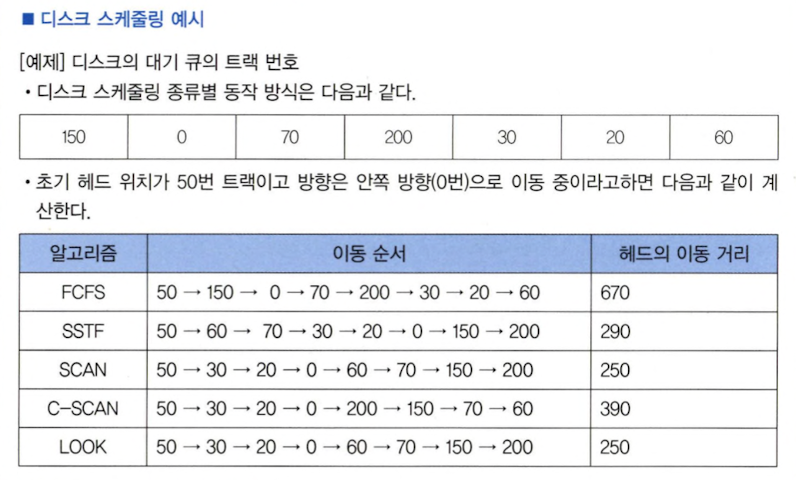 ■ 디스크 스케줄링 예시
[예제] 디스크의 대기 큐의 트랙 번호
• 디스크 스케줄링 종류별 동작 방식은 다음과 같다.
150 0 70 200 30 20 60
• 초기 헤드 위치가 50번 트랙이고 방향은 안쪽 방향(0번)으로 이동 중이라고하면 다음과 같이 계
산한다.
알고리즘 이동 순서 헤드의 이동 거리
FCFS 50 → 150 → 0 → 70 → 200 → 30 → 20 → 60 670
SSTF 50 → 60 → 70 → 30 → 20 → 0 → 150 → 200 290
SCAN 50 → 30 → 20 → 0 → 60 → 70 → 150 → 200 250
C-SCAN 50 → 30 → 20 → 0 → 200 → 150 → 70 → 60 390
LOOK 50 → 30 → 20 → 0 → 60 → 70 → 150 → 200 250